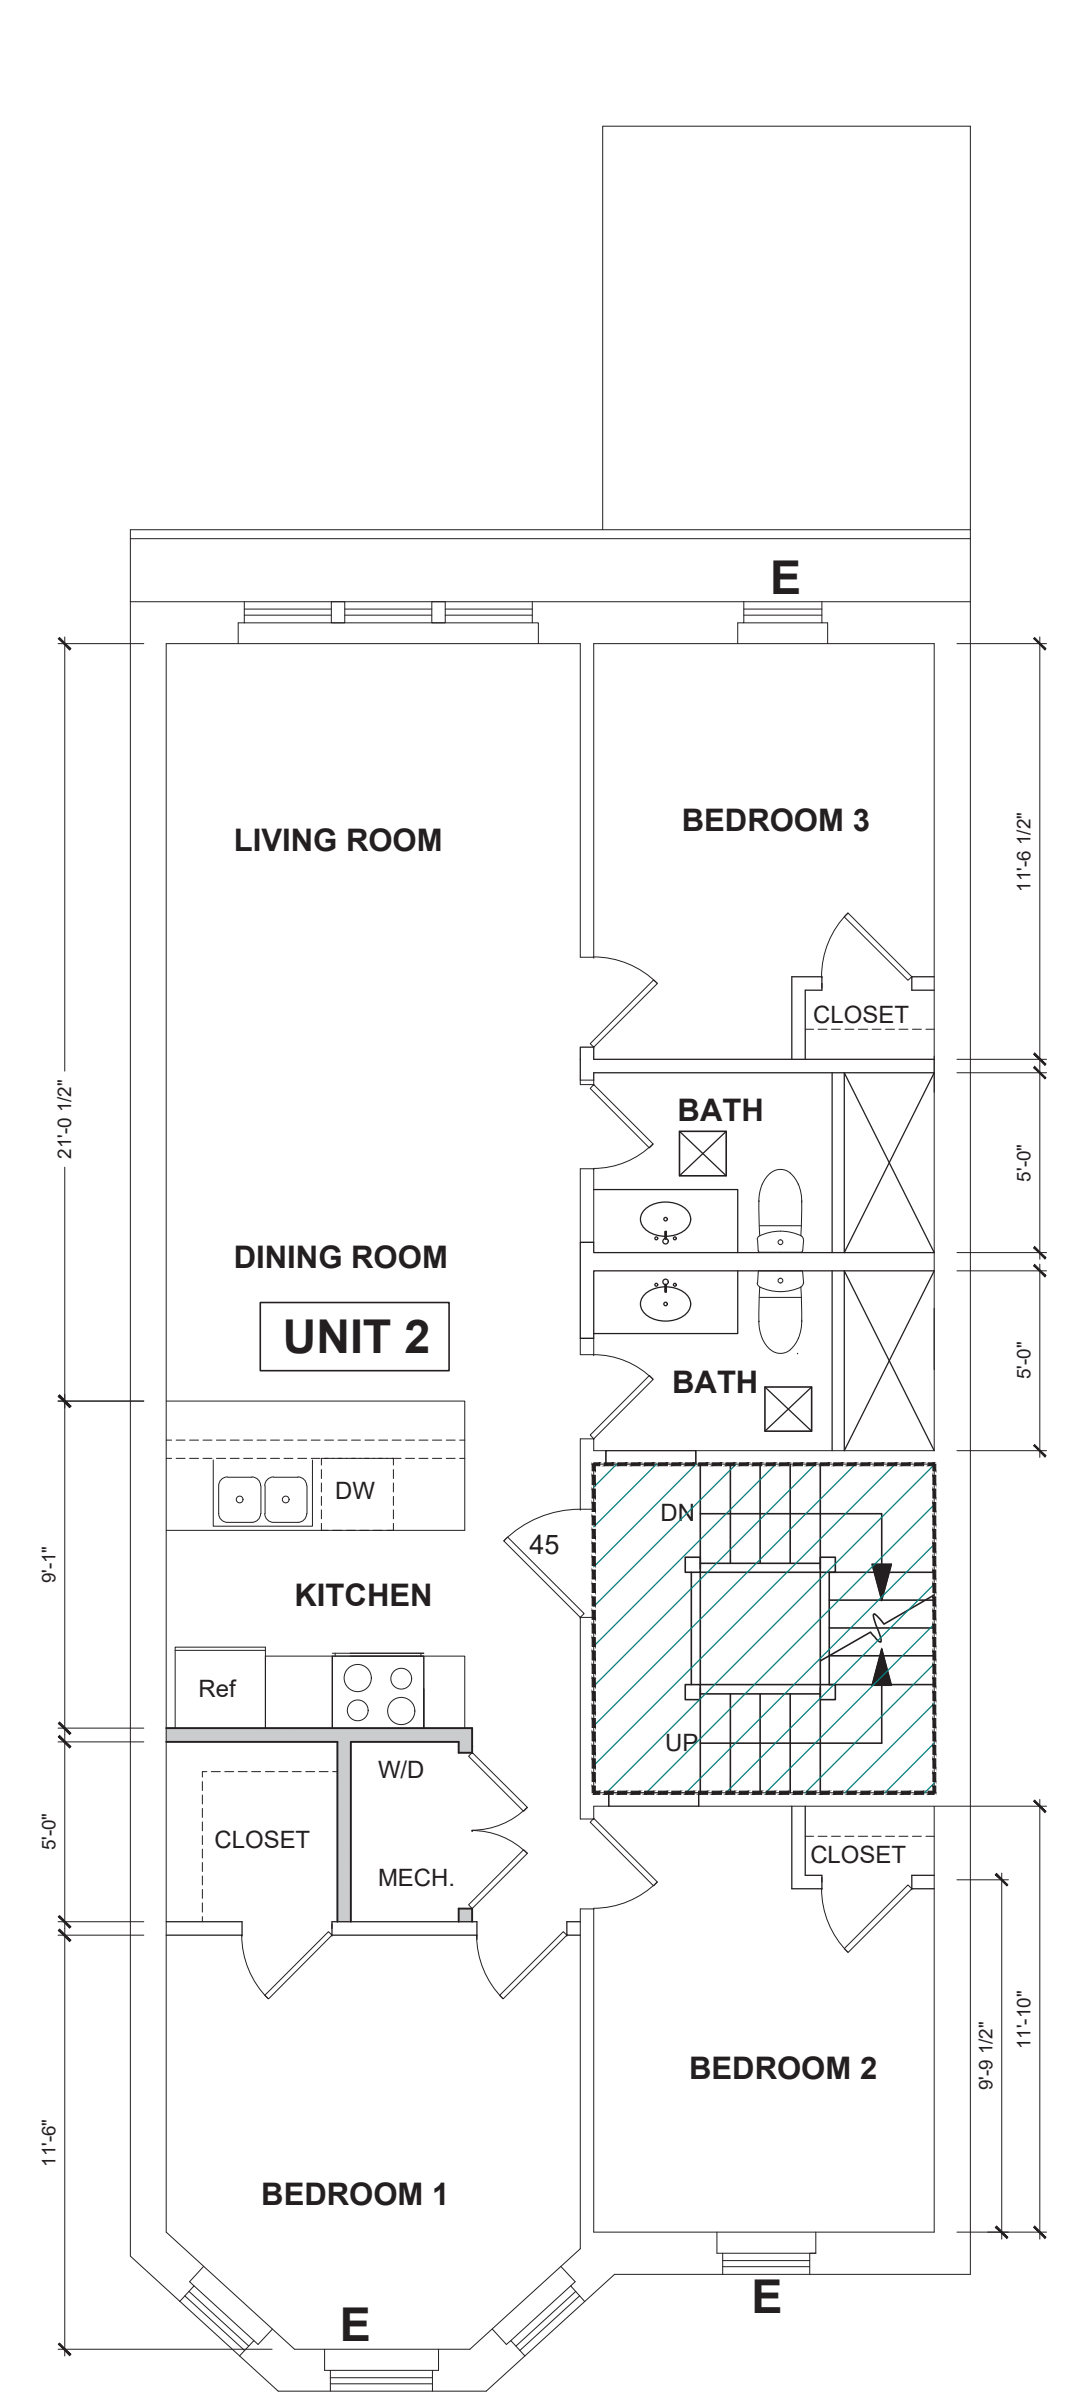 E
LIVING ROOM
BEDROOM 3
11'-6 1/2"
CLOSET
21'-0 1/2"
BATH
5'-0"
DINING ROOM
UNIT 2
5'-0"
BATH
DW
DN
45
9'-1"
KITCHEN
Ref
UP
W/D
5'-0"
CLOSET
CLOSET
MECH.
11'-10"
9'-9 1/2"
BEDROOM 2
11'-6"
BEDROOM 1
E
E